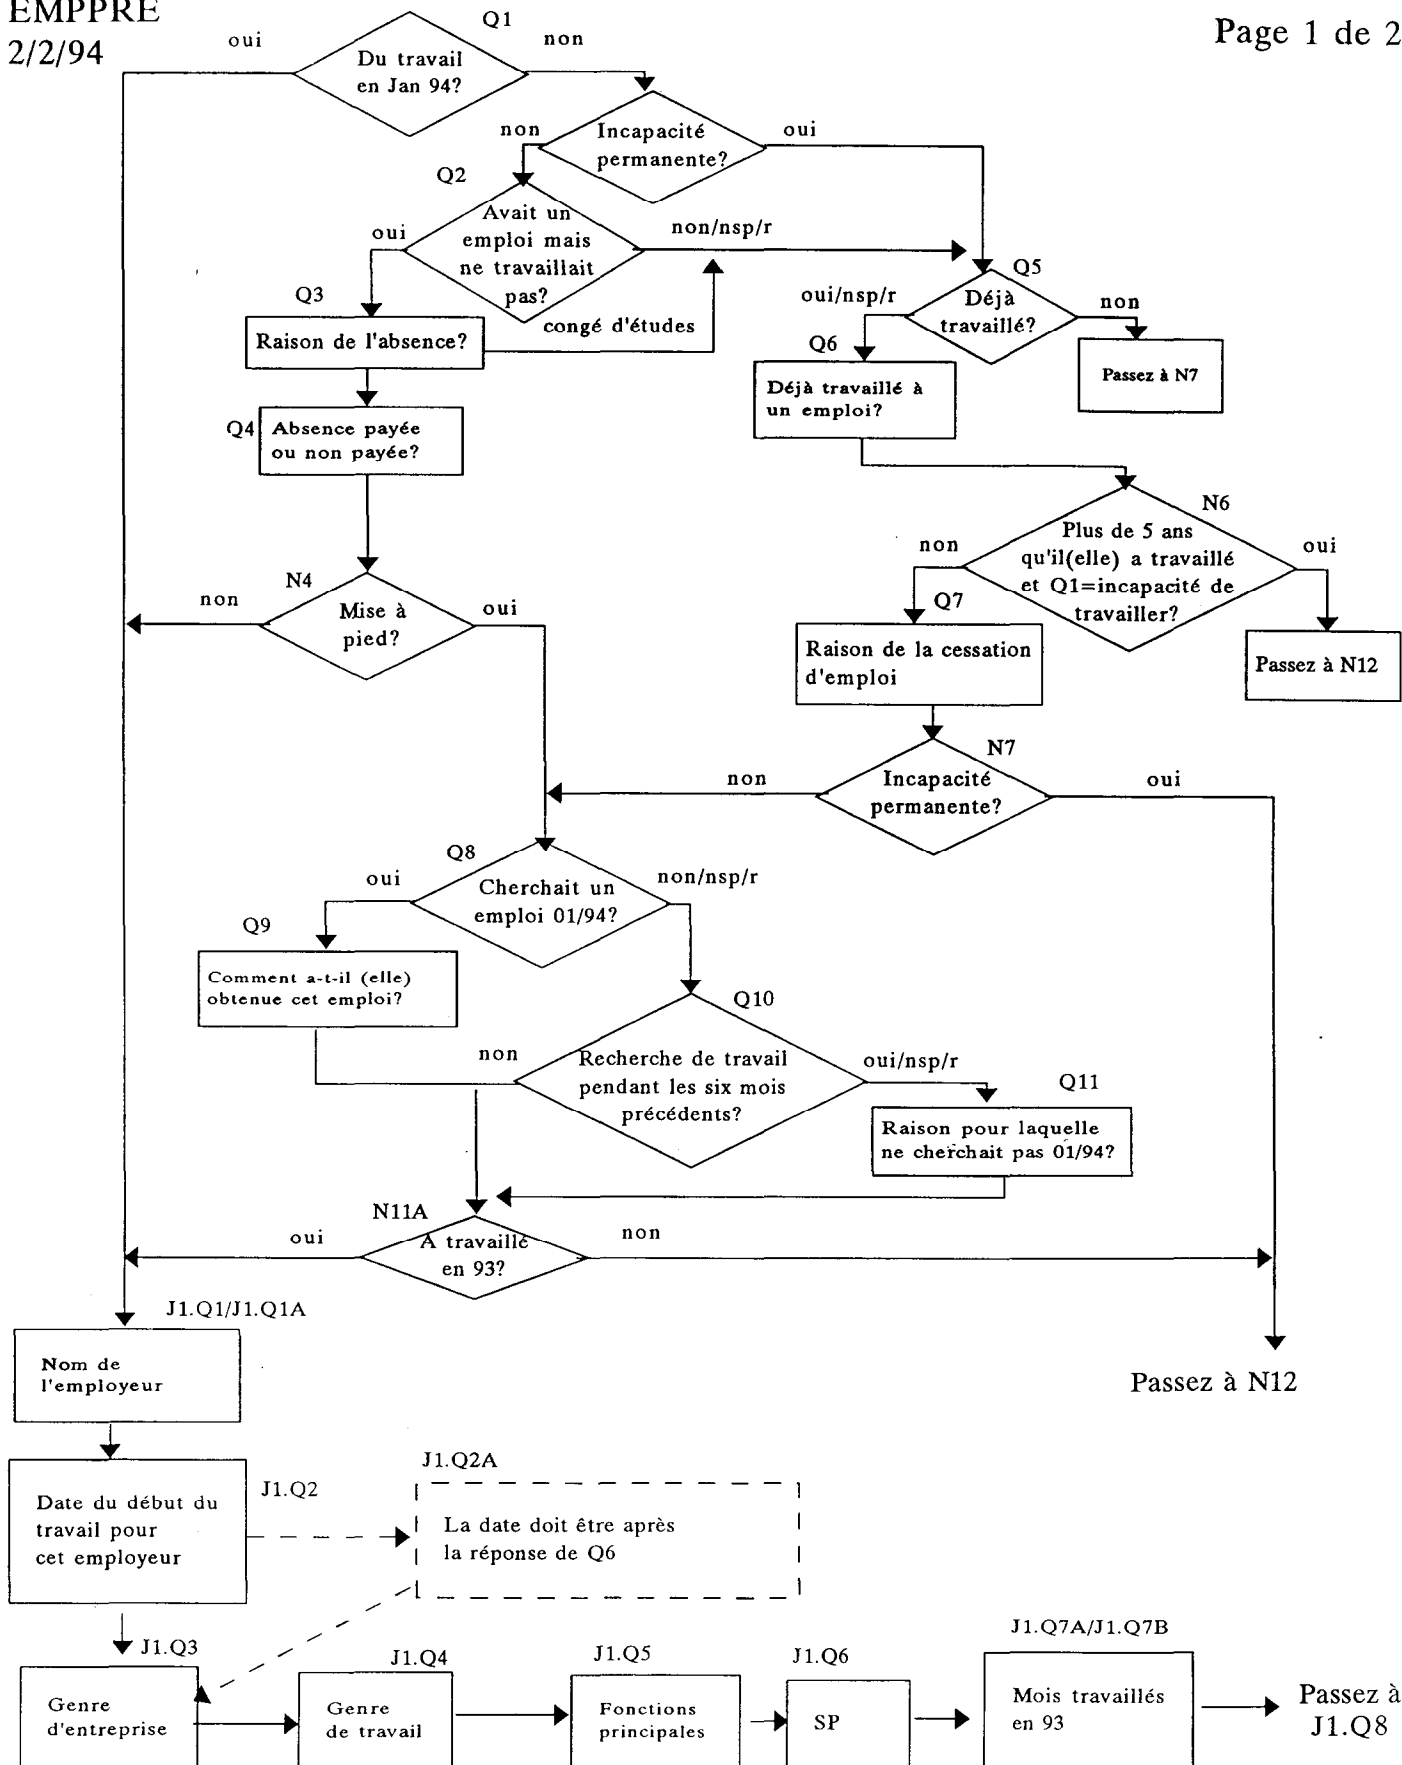 EMPPRE
2/2/94
Page 1 de 2
Q1
oui
non
Du travail
en Jan 94?
non
Incapacité
permanente?
oui
Q2
oui
Avait un
emploi mais
ne travaillait
pas?
non/nsp/r
Q3
Raison de l'absence?
congé d'études
Q5
oui/nsp/r
Déjà
travaillé?
non
Q6
Déjà travaillé à
un emploi?
Passez à N7
Q4
Absence payée
ou non payée?
N6
non
Plus de 5 ans
qu'il(elle) a travaillé
et Q1=incapacité de
travailler?
oui
N4
non
Mise à
pied?
oui
Q7
Raison de la cessation
d'emploi
Passez à N12
N7
non
Incapacité
permanente?
oui
Q8
oui
Cherchait un
emploi 01/94?
non/nsp/r
Q9
Comment a-t-il (elle)
obtenue cet emploi?
Q10
non
Recherche de travail
pendant les six mois
précédents?
oui/nsp/r
Q11
Raison pour laquelle
ne cherchait pas 01/94?
N11A
oui
A travaillé
en 93?
non
J1.Q1/J1.Q1A
Nom de
l'employeur
Passez à N12
J1.Q2
Date du début du
travail pour
cet employeur
J1.Q2A
La date doit être après
la réponse de Q6
J1.Q3
Genre
d'entreprise
J1.Q4
Genre
de travail
J1.Q5
Fonctions
principales
J1.Q6
SP
J1.Q7A/J1.Q7B
Mois travaillés
en 93
Passez à
J1.Q8